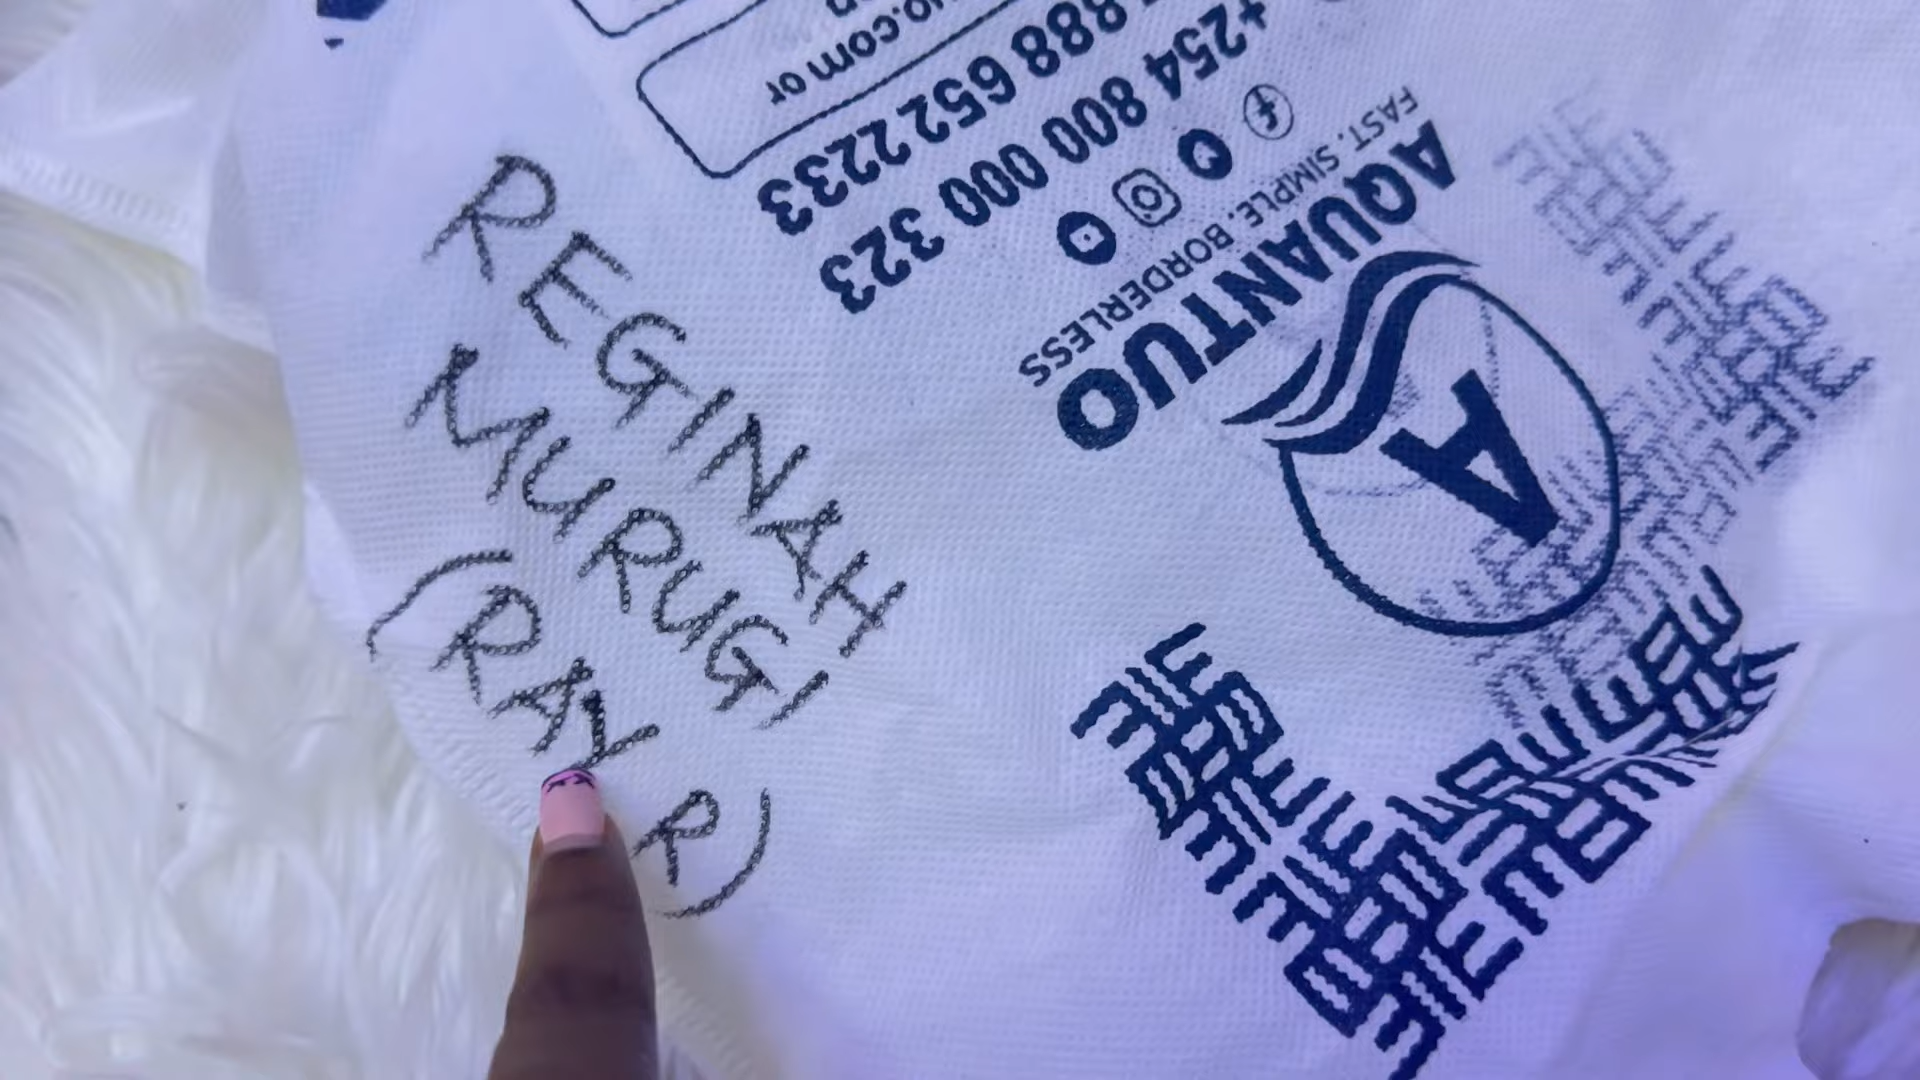 REGINAH
MURUGI
(RAY R)
AQUANTUO
FAST. SIMPLE. BORDERLESS
+254 800 000 323
888 652 2233
.com or
A